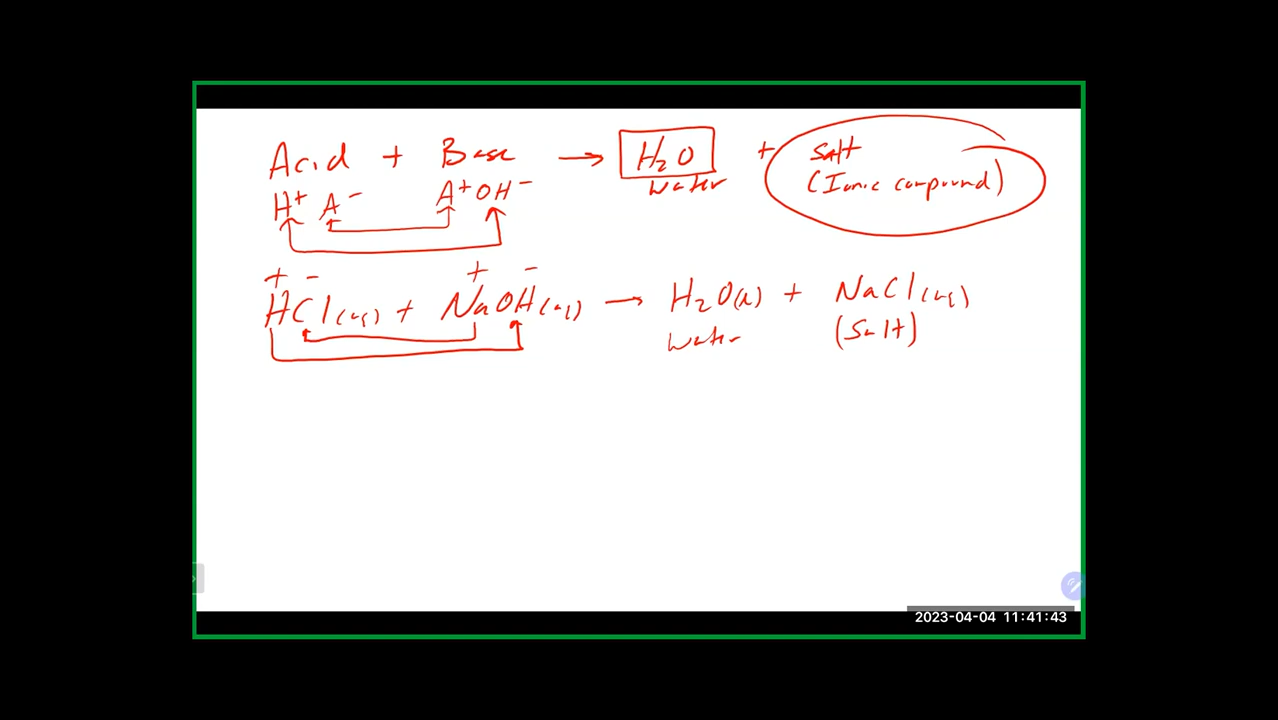 Acid + Base → H2O + Salt
water (Ionic compound)
H+ A- A+ OH-
+ - + -
HCl(aq) + NaOH(aq) → H2O(l) + NaCl(aq)
water (Salt)
2023-04-04 11:41:43